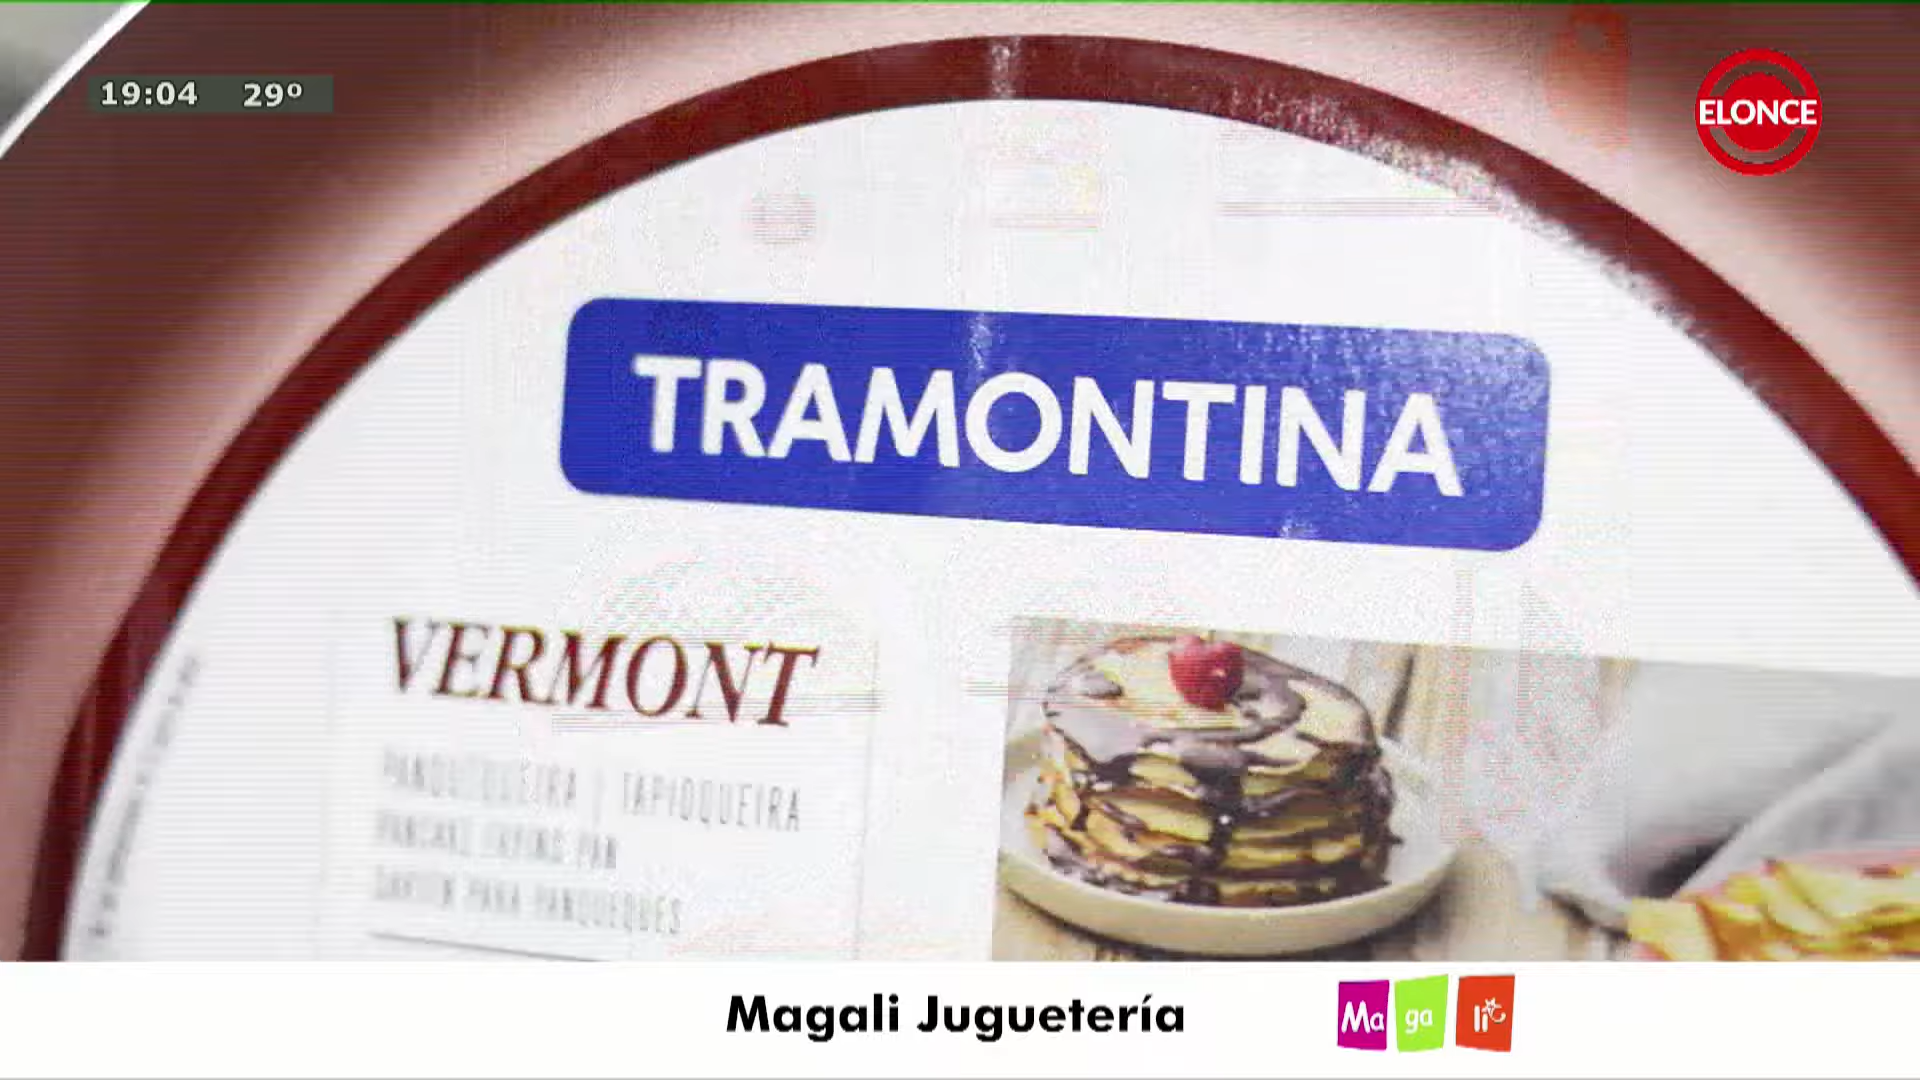 19:04 29º
ELONCE
TRAMONTINA
VERMONT
PANQUEQUEIRA | TAPIOQUEIRA
PANCAKE FRYING PAN
SARTÉN PARA PANQUEQUES
Magali Juguetería
Ma ga li